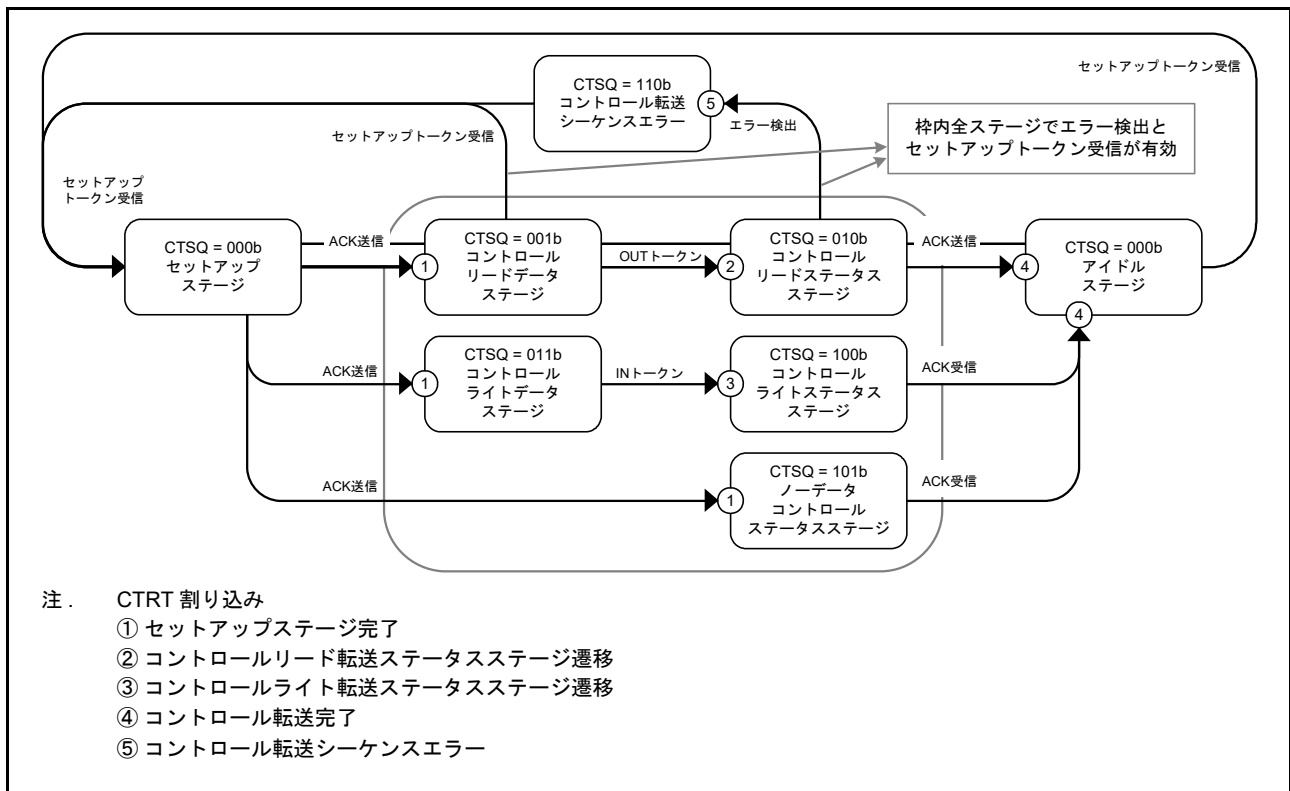 セットアップトークン受信
CTSQ = 110b
コントロール転送
シーケンスエラー
⑤
エラー検出
セットアップトークン受信
枠内全ステージでエラー検出と
セットアップトークン受信が有効
セットアップ
トークン受信
CTSQ = 000b
セットアップ
ステージ
ACK送信
①
CTSQ = 001b
コントロール
リードデータ
ステージ
OUTトークン
②
CTSQ = 010b
コントロール
リードステータス
ステージ
ACK送信
④
CTSQ = 000b
アイドル
ステージ
④
ACK送信
①
CTSQ = 011b
コントロール
ライトデータ
ステージ
INトークン
③
CTSQ = 100b
コントロール
ライトステータス
ステージ
ACK受信
ACK送信
①
CTSQ = 101b
ノーデータ
コントロール
ステータスステージ
ACK受信
注. CTRT 割り込み
① セットアップステージ完了
② コントロールリード転送ステータスステージ遷移
③ コントロールライト転送ステータスステージ遷移
④ コントロール転送完了
⑤ コントロール転送シーケンスエラー